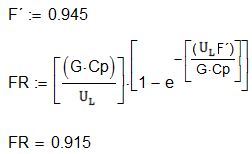 F´ := 0.945
FR := [(G·Cp)/U_L]·[1 − e^−[(U_L F´)/(G·Cp)]]
FR = 0.915